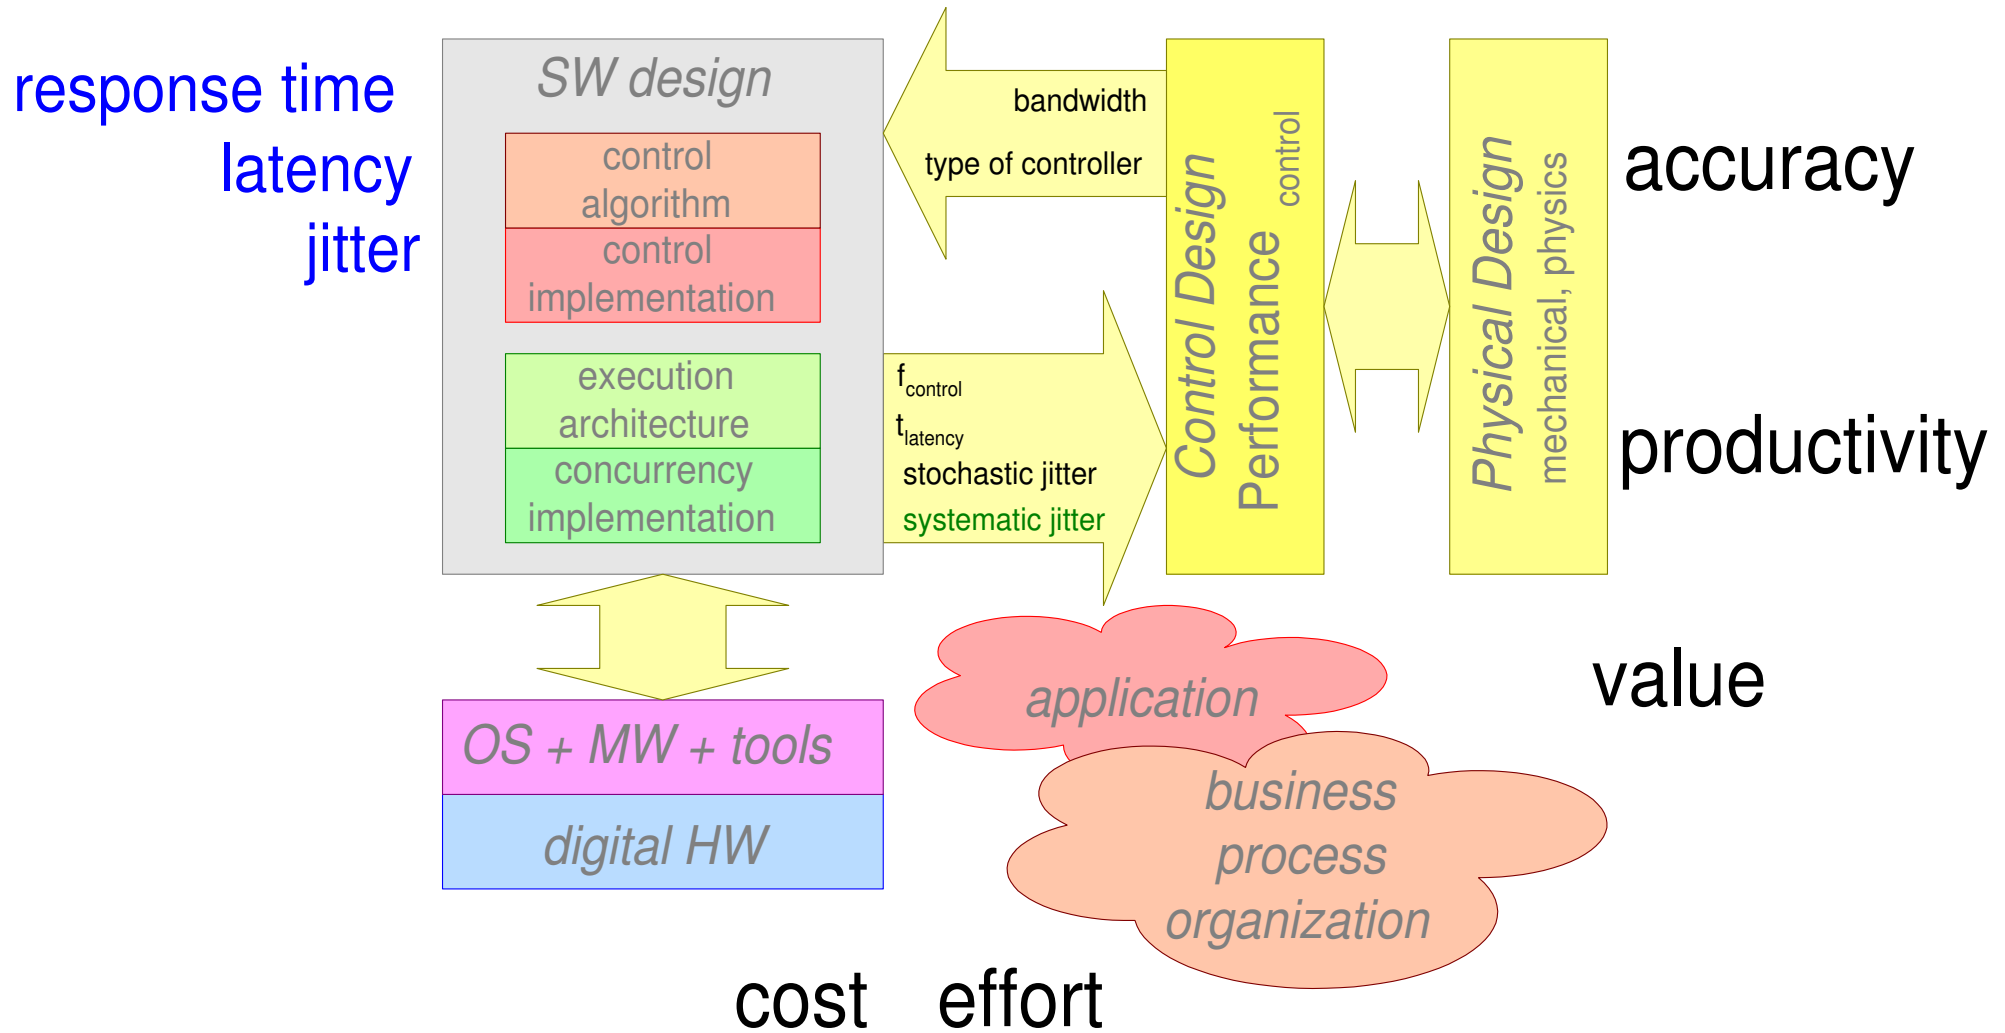 response time
latency
jitter
SW design
control
algorithm
control
implementation
execution
architecture
concurrency
implementation
bandwidth
type of controller
f control
t latency
stochastic jitter
systematic jitter
Control Design
Performance control
Physical Design
mechanical, physics
accuracy
productivity
value
OS + MW + tools
digital HW
application
business
process
organization
cost effort